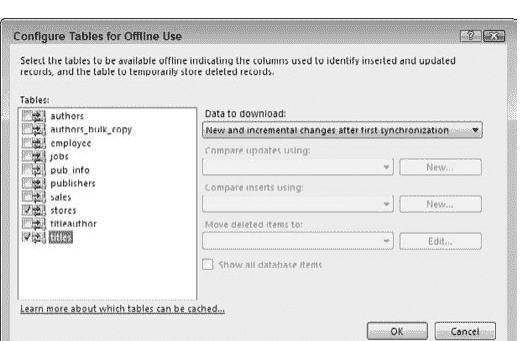 Configure Tables for Offline Use
Select the tables to be available offline indicating the columns used to identify inserted and updated
records, and the table to temporarily store deleted records.
Tables:
authors
authors_bulk_copy
employee
jobs
pub_info
publishers
sales
stores
titleauthor
titles
Data to download:
New and incremental changes after first synchronization
Compare updates using:
New...
Compare inserts using:
New...
Move deleted items to:
Edit...
Show all database items
Learn more about which tables can be cached...
OK Cancel